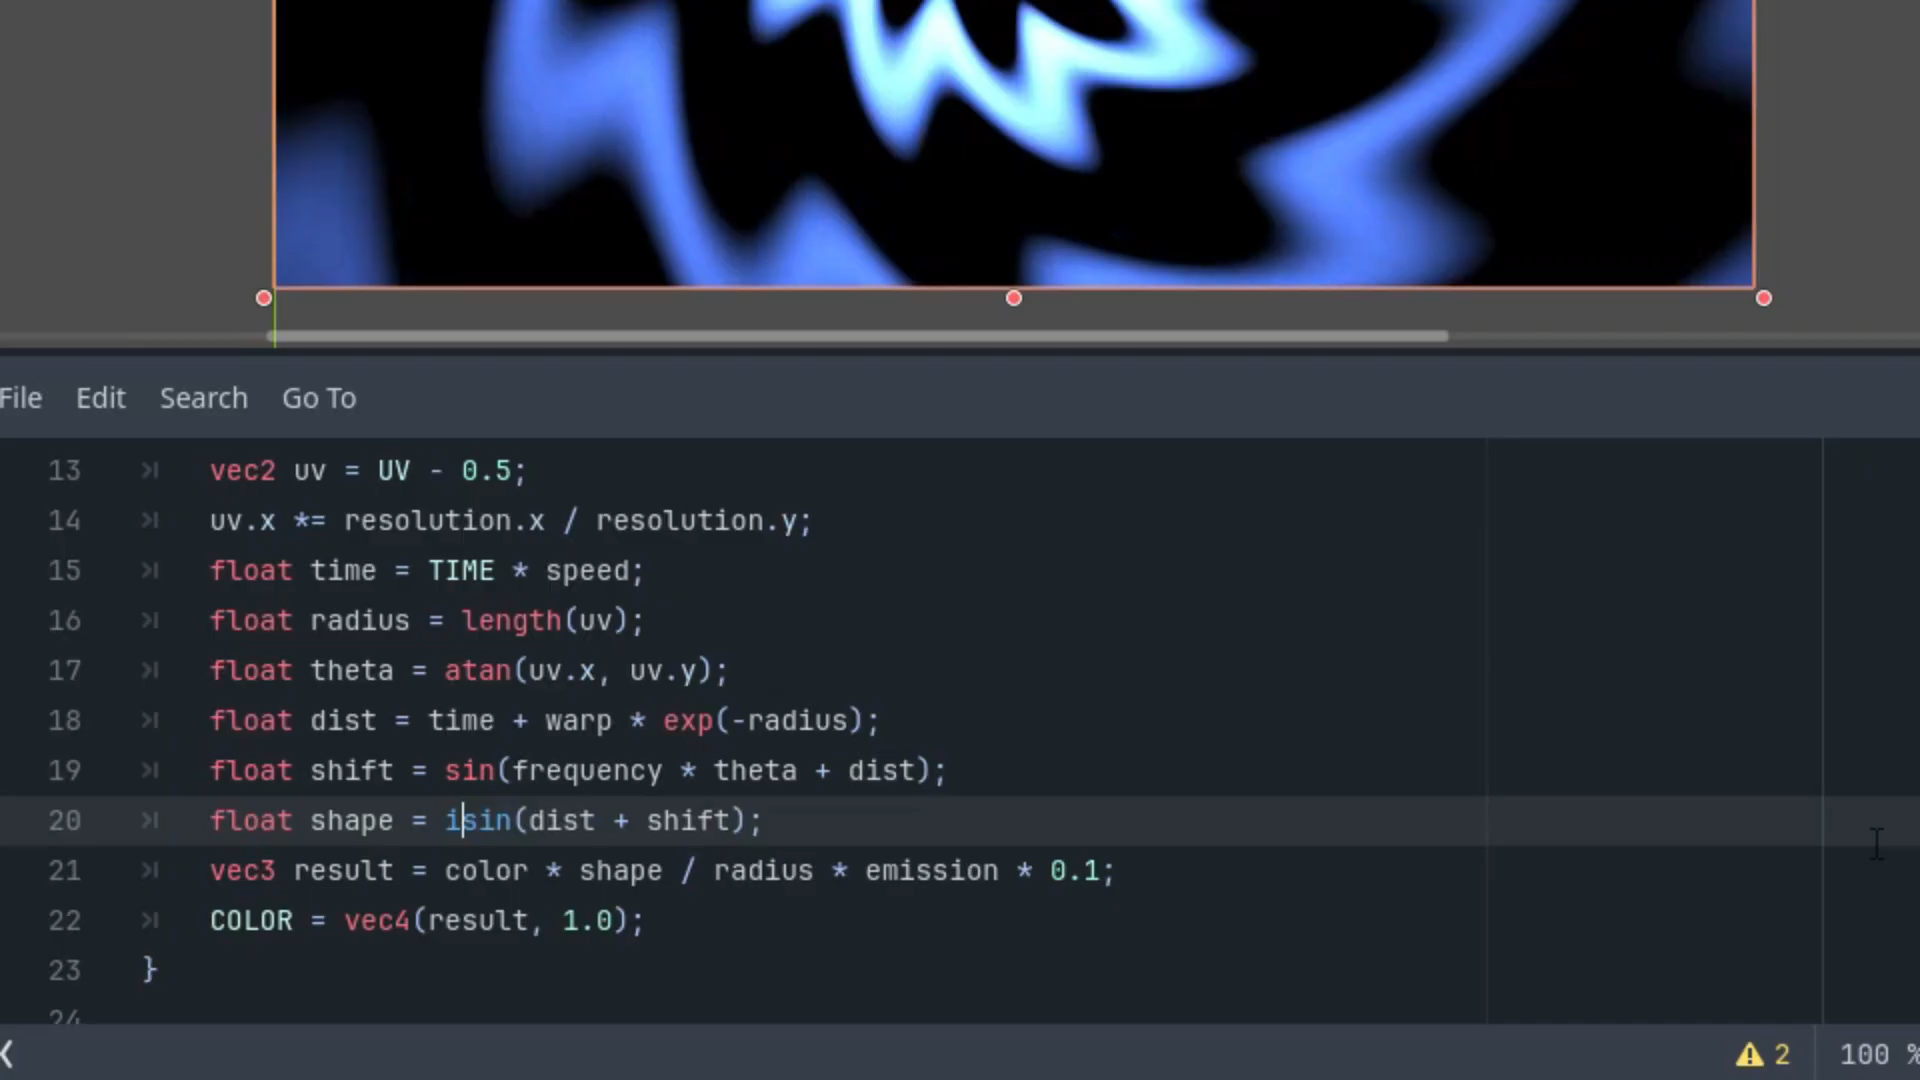 File Edit Search Go To
13 vec2 uv = UV - 0.5;
14 uv.x *= resolution.x / resolution.y;
15 float time = TIME * speed;
16 float radius = length(uv);
17 float theta = atan(uv.x, uv.y);
18 float dist = time + warp * exp(-radius);
19 float shift = sin(frequency * theta + dist);
20 float shape = isin(dist + shift);
21 vec3 result = color * shape / radius * emission * 0.1;
22 COLOR = vec4(result, 1.0);
23 }
24
2 100 %